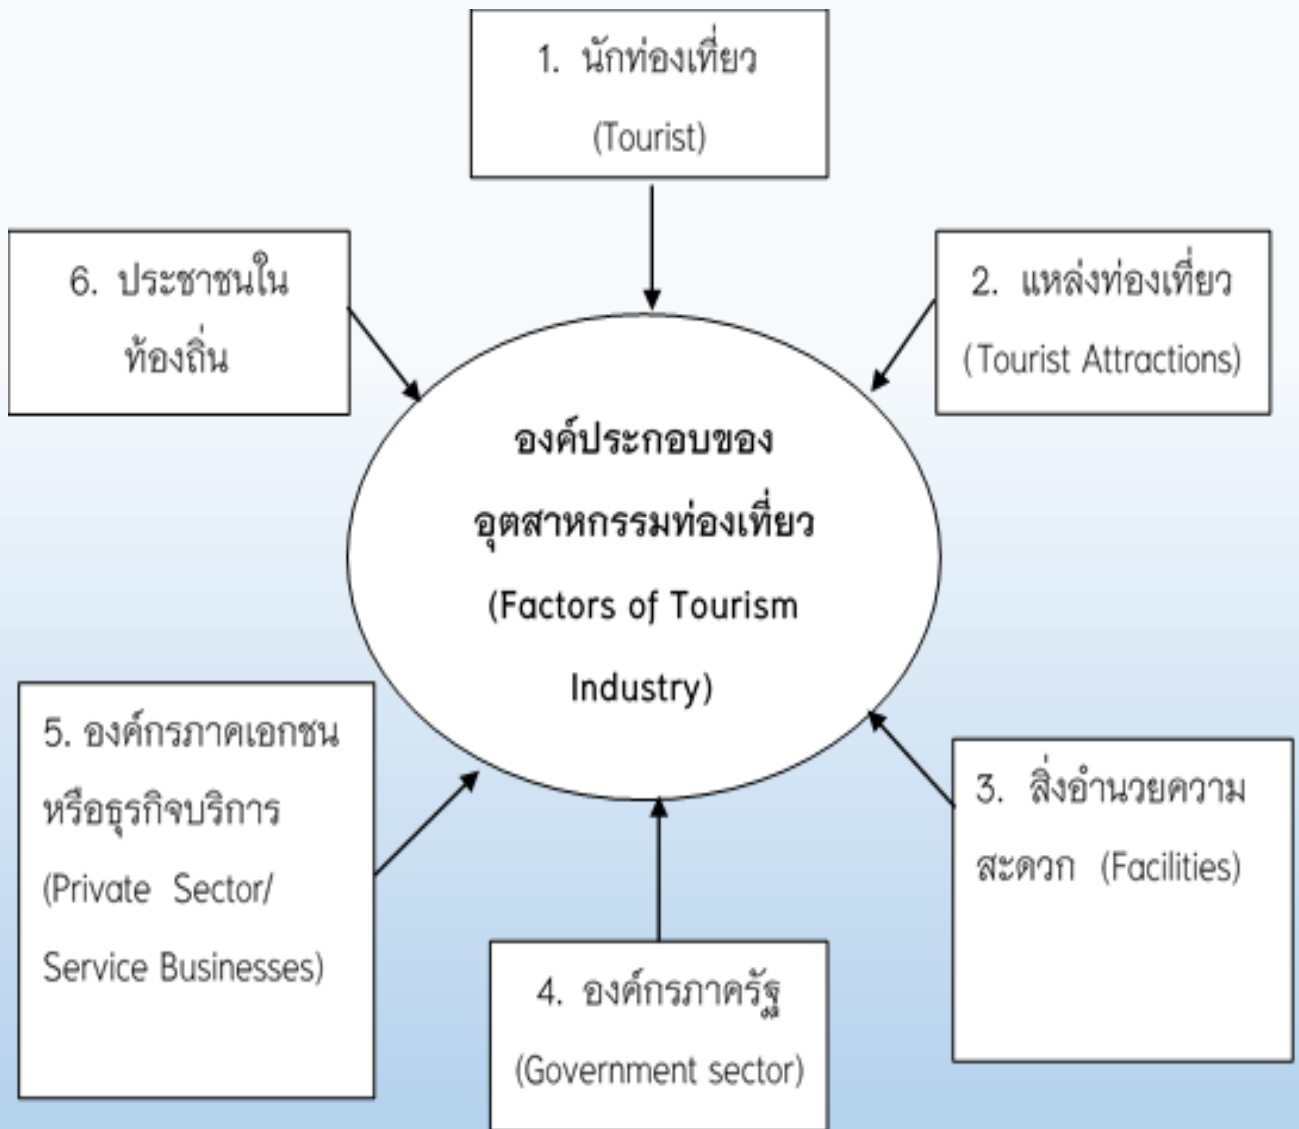 1. นักท่องเที่ยว
(Tourist)
2. แหล่งท่องเที่ยว
(Tourist Attractions)
3. สิ่งอำนวยความ
สะดวก (Facilities)
4. องค์กรภาครัฐ
(Government sector)
5. องค์กรภาคเอกชน
หรือธุรกิจบริการ
(Private Sector/
Service Businesses)
6. ประชาชนใน
ท้องถิ่น
องค์ประกอบของ
อุตสาหกรรมท่องเที่ยว
(Factors of Tourism
Industry)